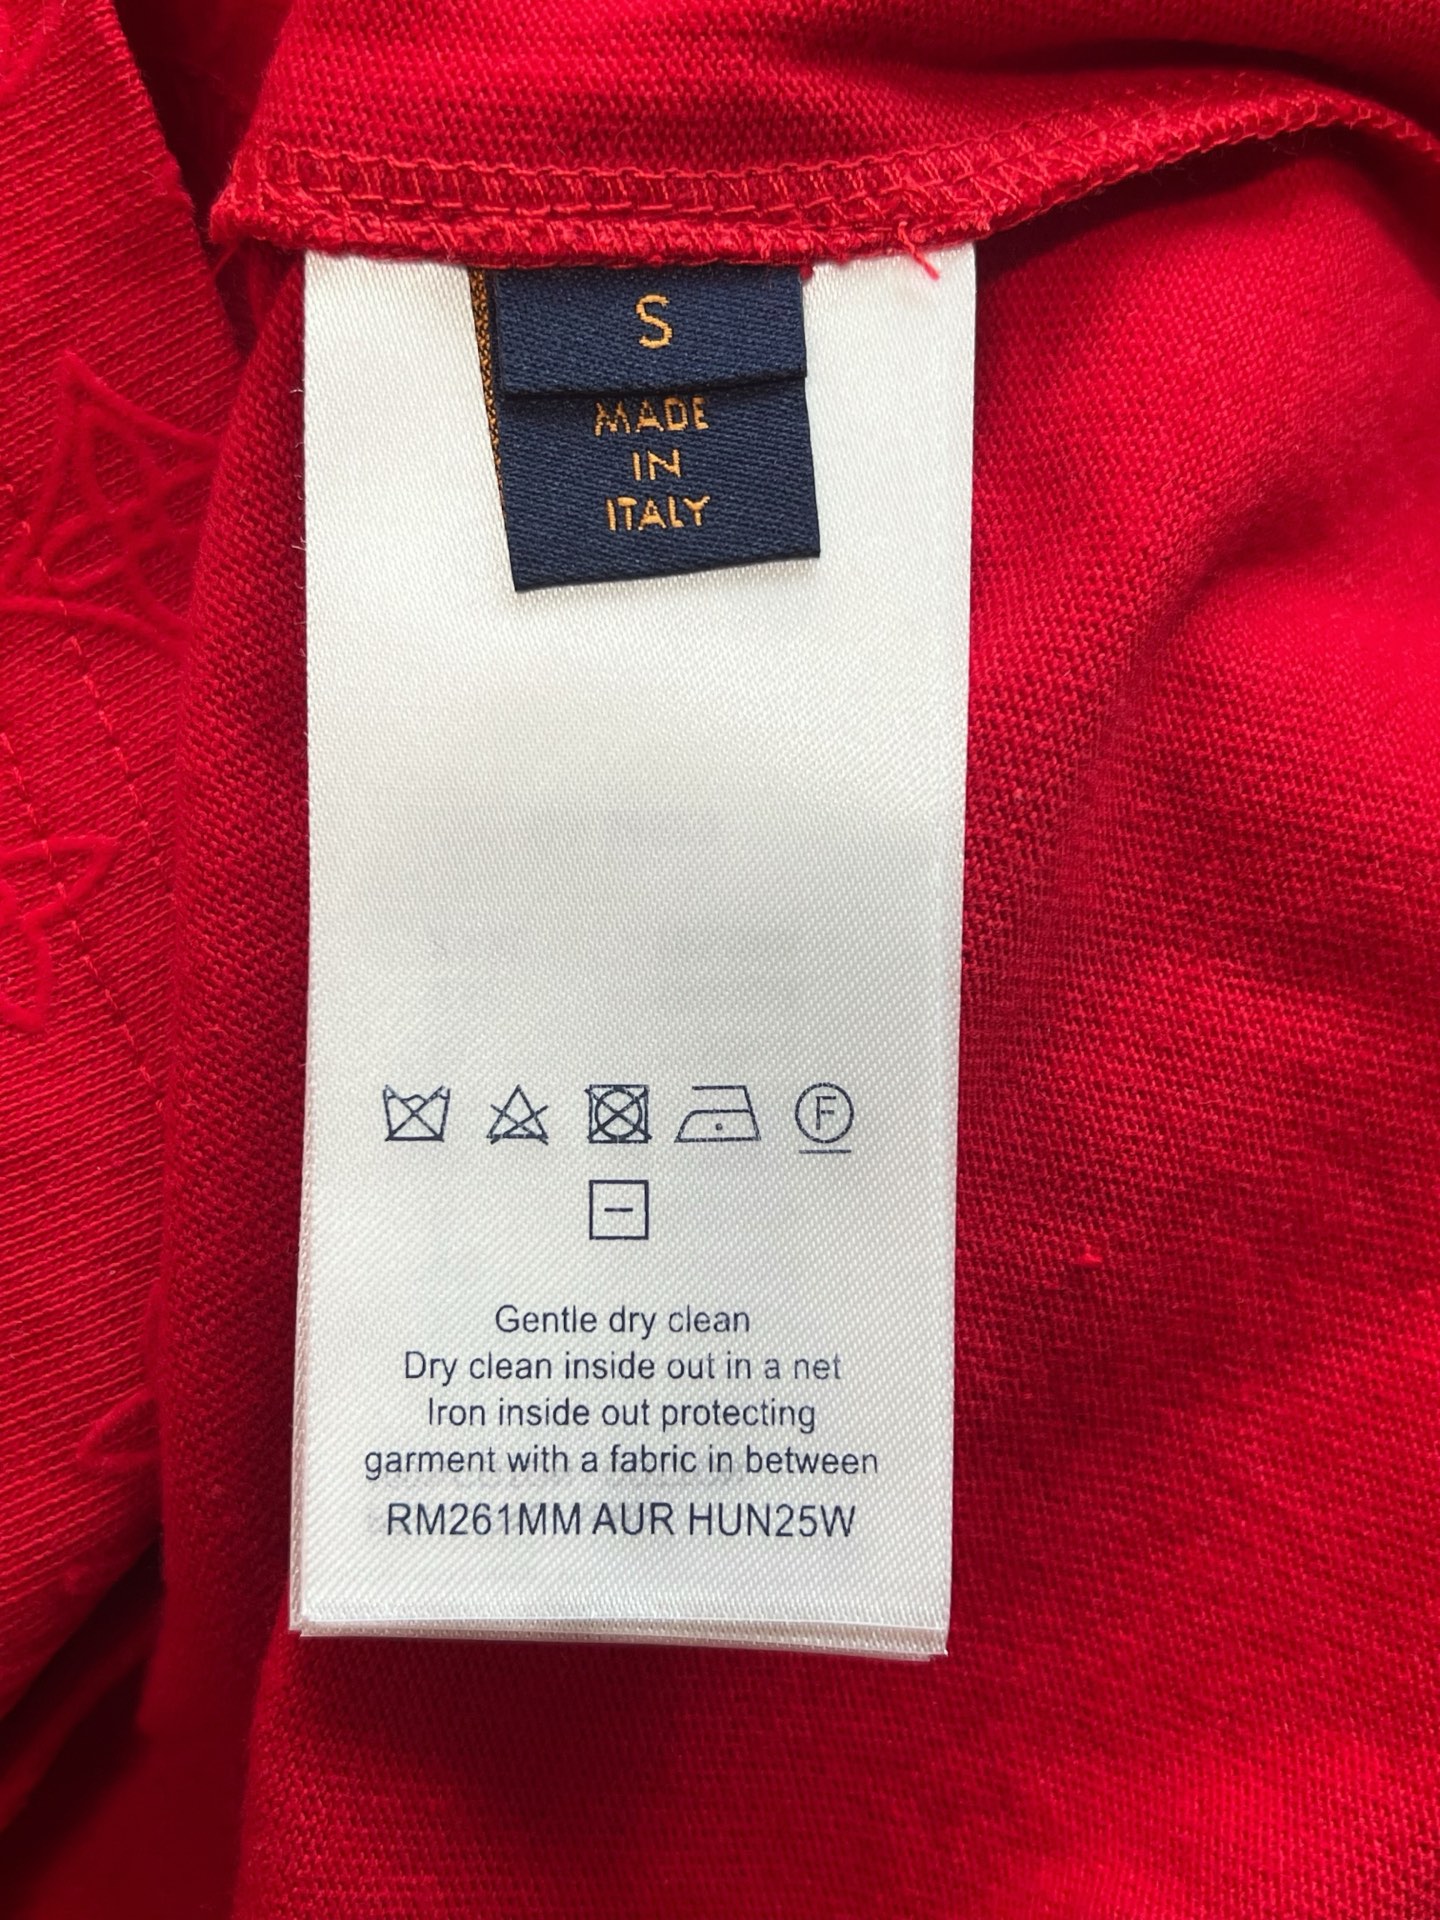 S
MADE
IN
ITALY
F
Gentle dry clean
Dry clean inside out in a net
Iron inside out protecting
garment with a fabric in between
RM261MM AUR HUN25W